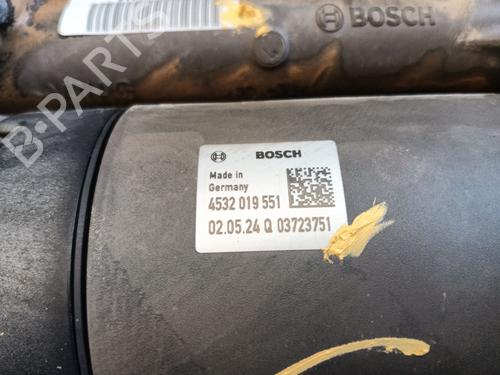 BOSCH
BOSCH
Made in
Germany
4532 019 551
02.05.24 Q 03723751
B-PARTS